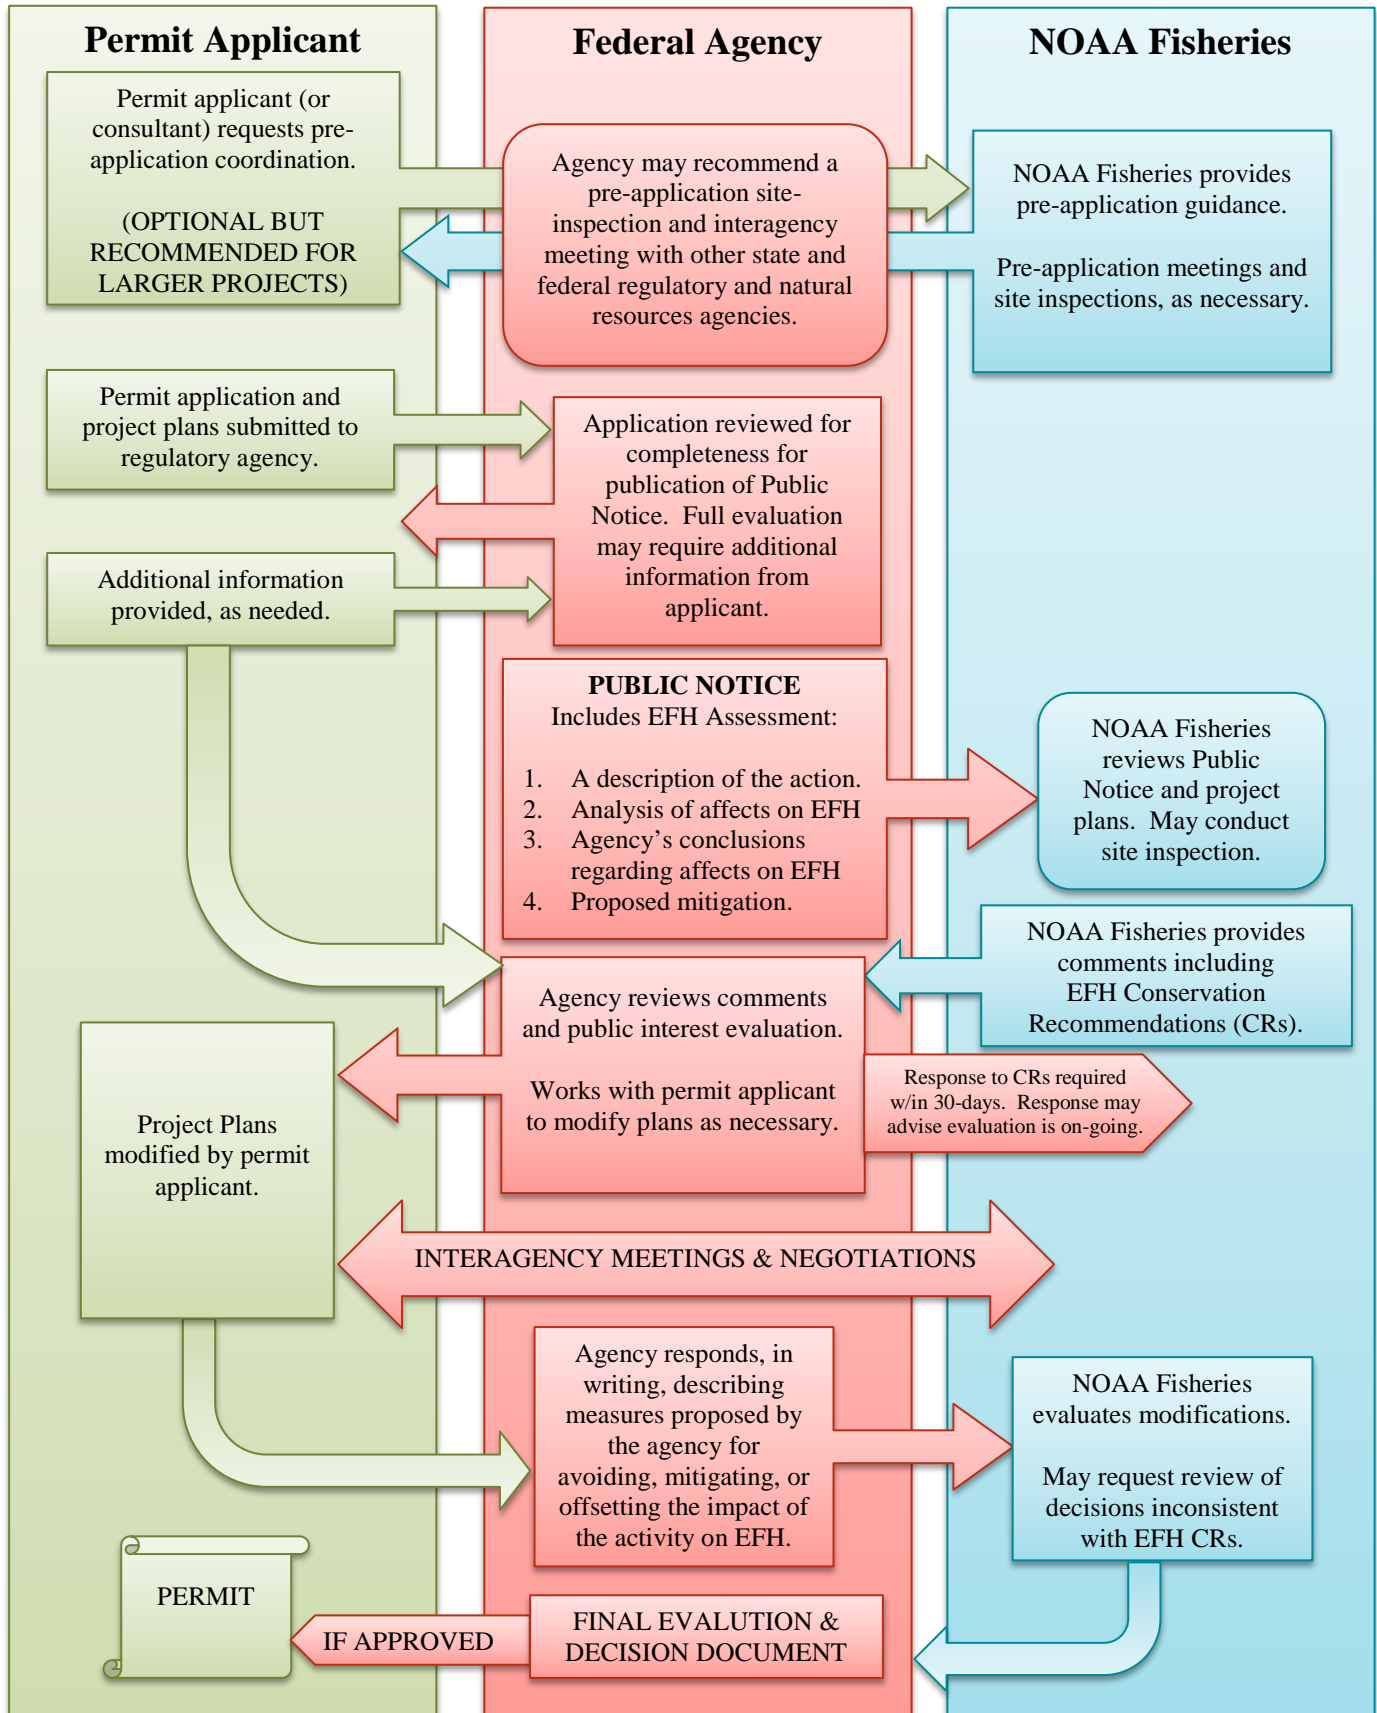 Permit Applicant
Federal Agency
NOAA Fisheries
Permit applicant (or
consultant) requests pre-
application coordination.
(OPTIONAL BUT
RECOMMENDED FOR
LARGER PROJECTS)
Agency may recommend a
pre-application site-
inspection and interagency
meeting with other state and
federal regulatory and natural
resources agencies.
NOAA Fisheries provides
pre-application guidance.
Pre-application meetings and
site inspections, as necessary.
Permit application and
project plans submitted to
regulatory agency.
Application reviewed for
completeness for
publication of Public
Notice.  Full evaluation
may require additional
information from
applicant.
Additional information
provided, as needed.
PUBLIC NOTICE
Includes EFH Assessment:
1. A description of the action.
2. Analysis of affects on EFH
3. Agency's conclusions
regarding affects on EFH
4. Proposed mitigation.
NOAA Fisheries
reviews Public
Notice and project
plans.  May conduct
site inspection.
NOAA Fisheries provides
comments including
EFH Conservation
Recommendations (CRs).
Agency reviews comments
and public interest evaluation.
Works with permit applicant
to modify plans as necessary.
Response to CRs required
w/in 30-days.  Response may
advise evaluation is on-going.
Project Plans
modified by permit
applicant.
INTERAGENCY MEETINGS & NEGOTIATIONS
Agency responds, in
writing, describing
measures proposed by
the agency for
avoiding, mitigating, or
offsetting the impact of
the activity on EFH.
NOAA Fisheries
evaluates modifications.
May request review of
decisions inconsistent
with EFH CRs.
PERMIT
IF APPROVED
FINAL EVALUTION &
DECISION DOCUMENT